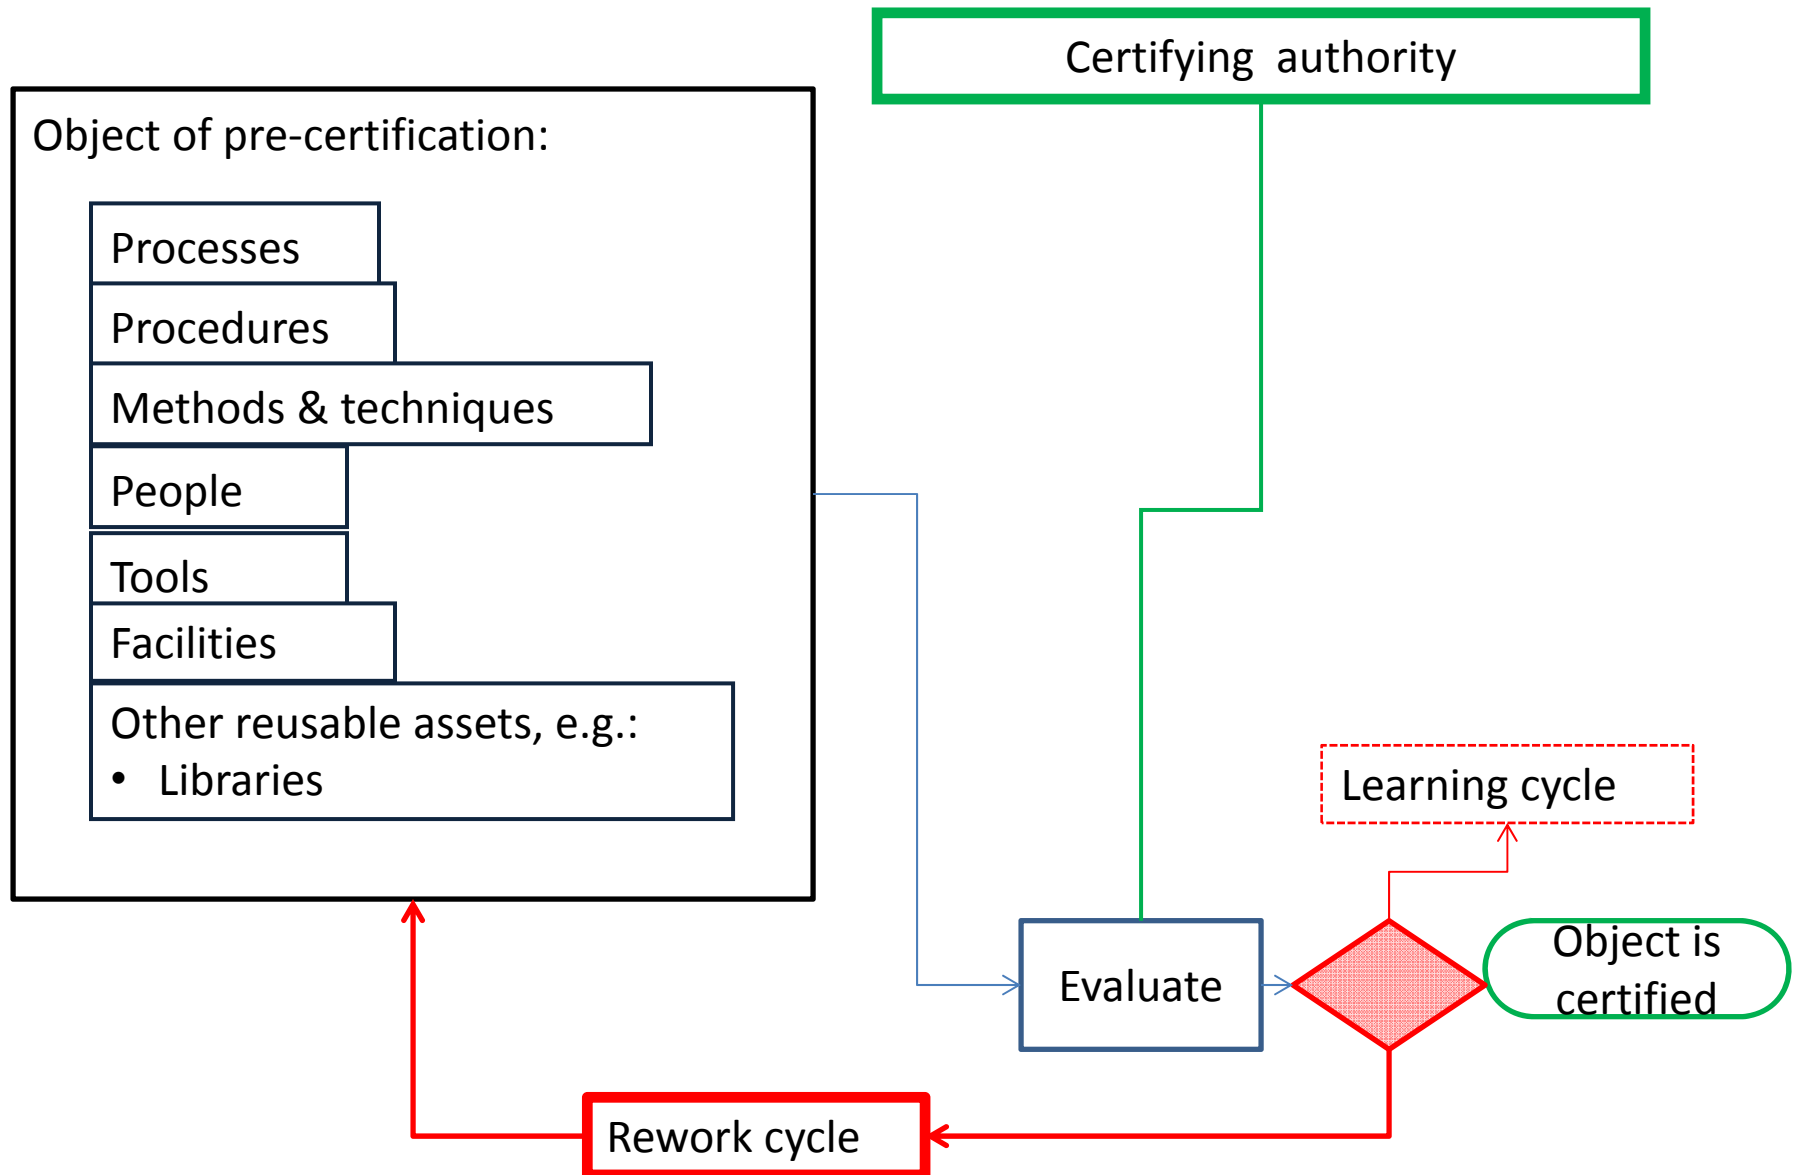 Certifying  authority
Object of pre-certification:
Processes
Procedures
Methods & techniques
People
Tools
Facilities
Other reusable assets, e.g.:
• Libraries
Learning cycle
Evaluate
Object is
certified
Rework cycle